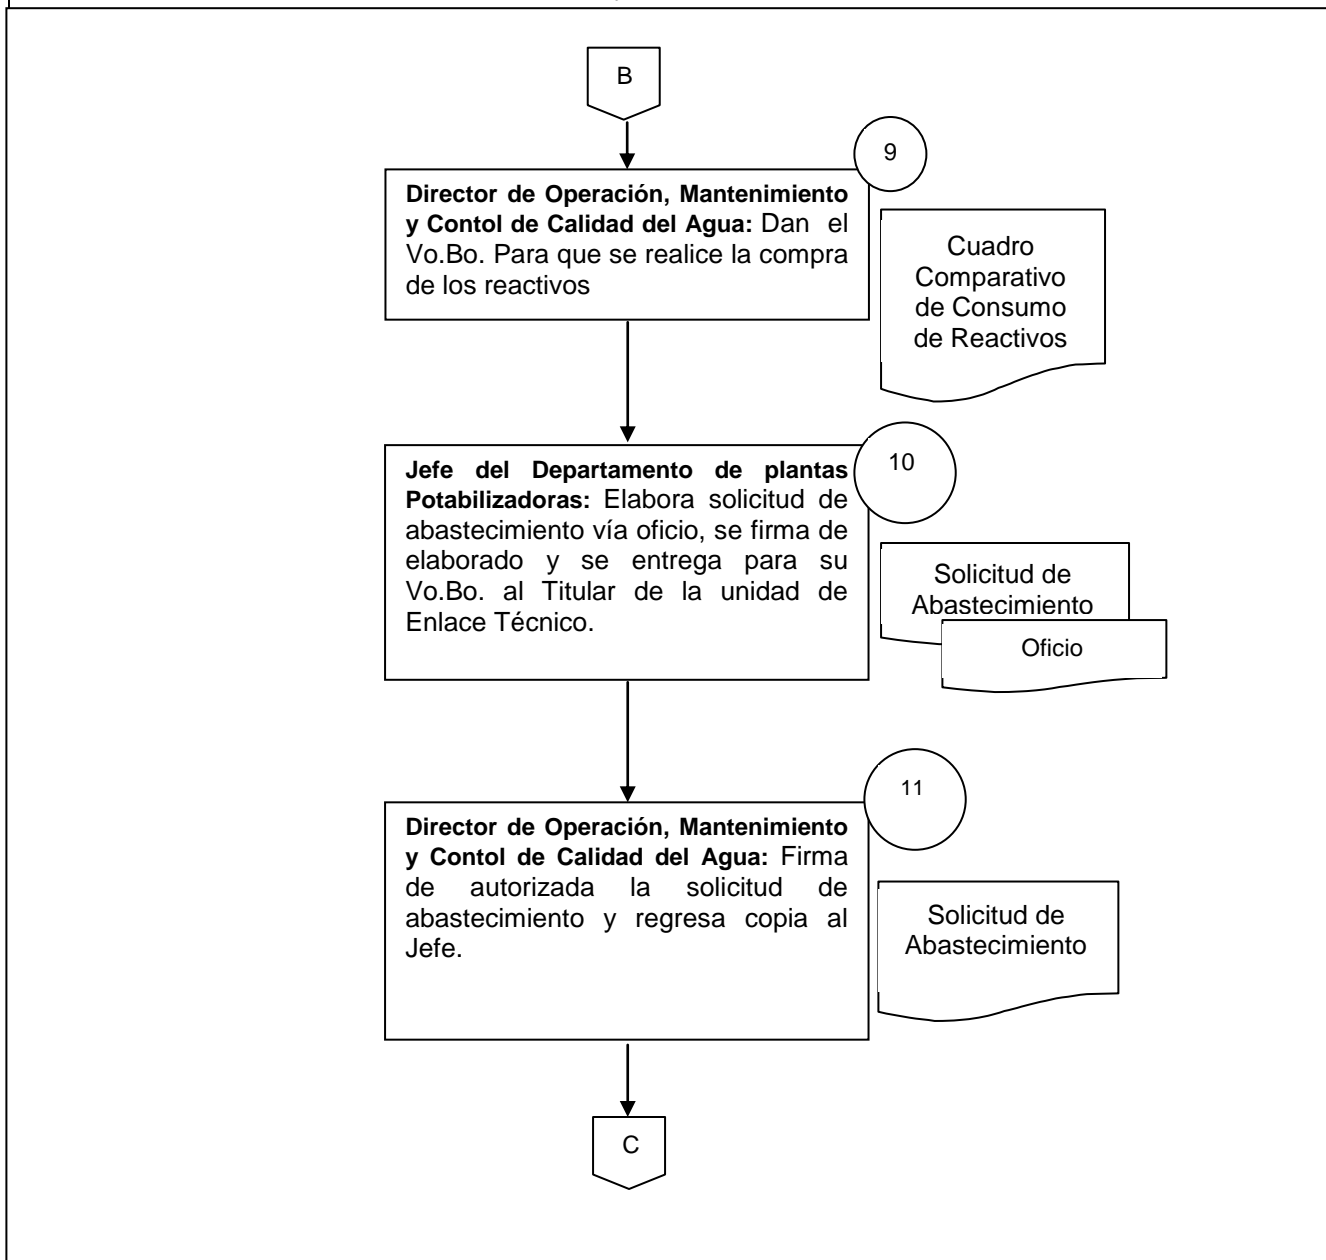 B
9
Director de Operación, Mantenimiento
y Contol de Calidad del Agua: Dan el
Vo.Bo. Para que se realice la compra
de los reactivos
Cuadro
Comparativo
de Consumo
de Reactivos
10
Jefe del Departamento de plantas
Potabilizadoras: Elabora solicitud de
abastecimiento vía oficio, se firma de
elaborado y se entrega para su
Vo.Bo. al Titular de la unidad de
Enlace Técnico.
Solicitud de
Abastecimiento
Oficio
11
Director de Operación, Mantenimiento
y Contol de Calidad del Agua: Firma
de autorizada la solicitud de
abastecimiento y regresa copia al
Jefe.
Solicitud de
Abastecimiento
C